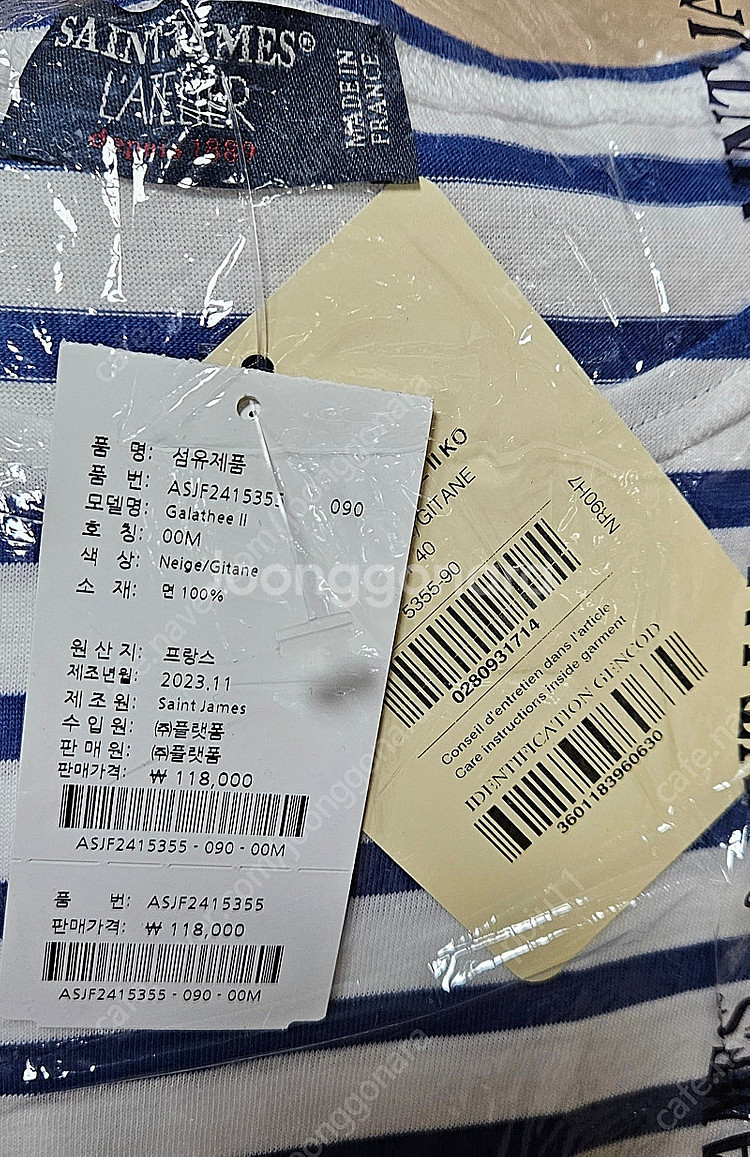 SAINT JAMES®
L'ATELIER
depuis 1889
MADE IN
FRANCE
품 명: 섬유제품
품 번: ASJF2415355 090
모델명: Galathee II
호 칭: 00M
색 상: Neige/Gitane
소 재: 면 100%
원 산 지: 프랑스
제조년월: 2023.11
제 조 원: Saint James
수 입 원: ㈜플랫폼
판 매 원: ㈜플랫폼
판매가격: ₩ 118,000
ASJF2415355 - 090 - 00M
품 번: ASJF2415355
판매가격: ₩ 118,000
ASJF2415355 - 090 - 00M
II KO
GITANE
40
5355-90
NR90H7
0280931714
Conseil d'entretien dans l'article
Care instructions inside garment
IDENTIFICATION GENCOD
3601183960630
joonggonara